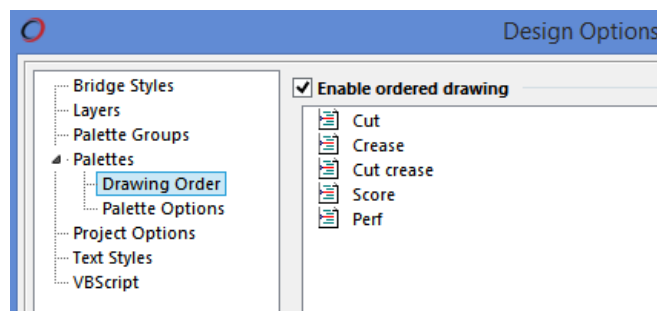 Design Options
Bridge Styles
Layers
Palette Groups
Palettes
Drawing Order
Palette Options
Project Options
Text Styles
VBScript
Enable ordered drawing
Cut
Crease
Cut crease
Score
Perf